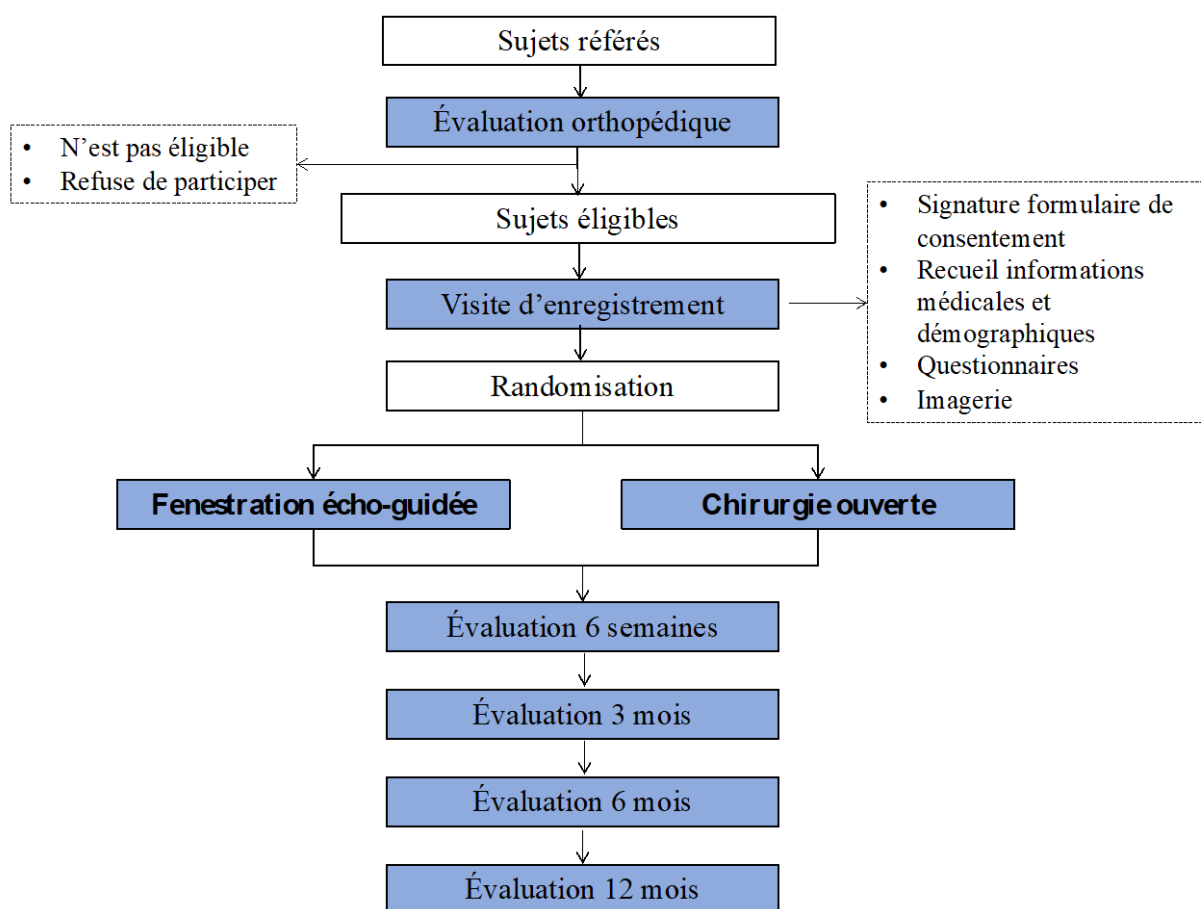 Sujets référés
Évaluation orthopédique
• N’est pas éligible
• Refuse de participer
Sujets éligibles
• Signature formulaire de
consentement
• Recueil informations
médicales et
démographiques
• Questionnaires
• Imagerie
Visite d’enregistrement
Randomisation
Fenestration écho-guidée
Chirurgie ouverte
Évaluation 6 semaines
Évaluation 3 mois
Évaluation 6 mois
Évaluation 12 mois